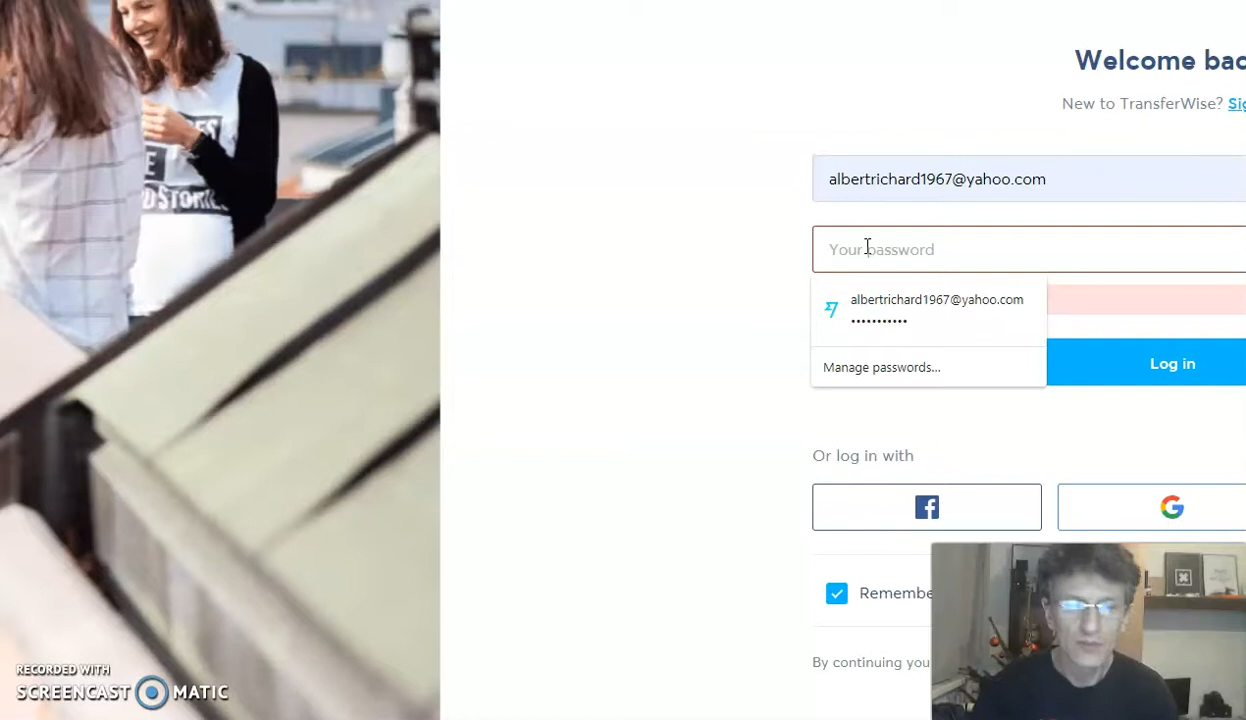 Welcome bac
New to TransferWise? Sig
albertrichard1967@yahoo.com
Your password
albertrichard1967@yahoo.com
•••••••••••
Manage passwords...
Log in
Or log in with
Remembe
By continuing you
RECORDED WITH
SCREENCAST MATIC